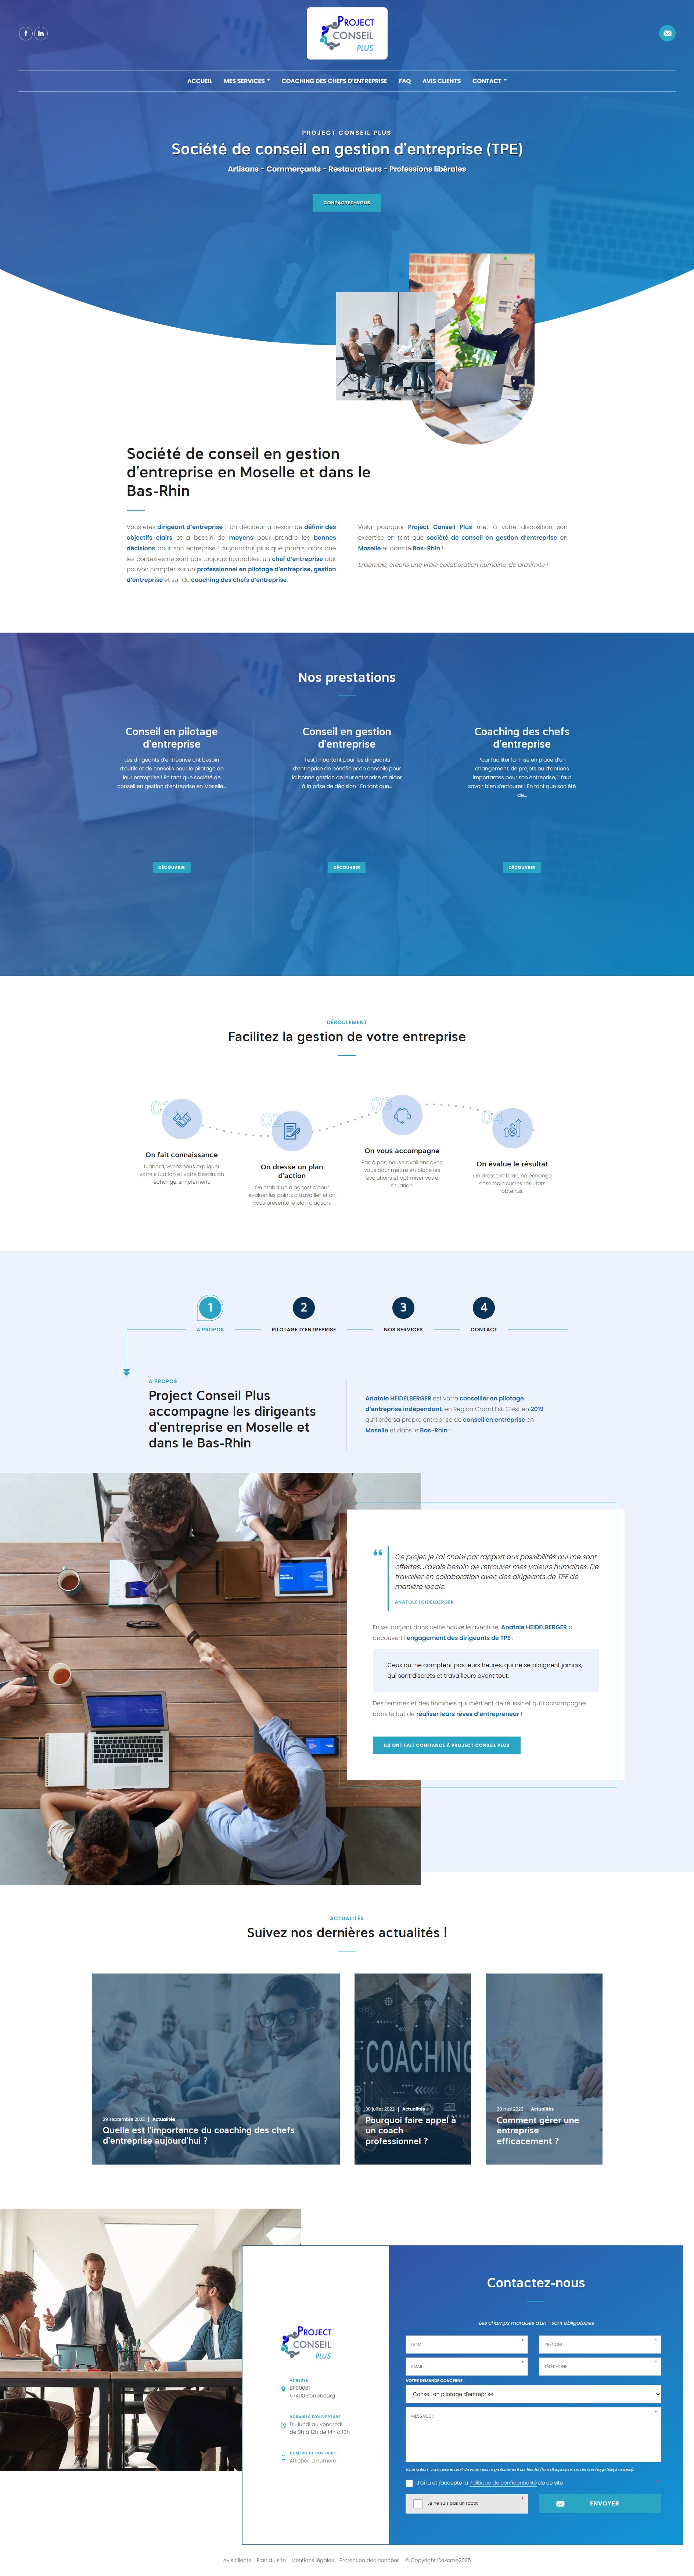 PROJECT
CONSEIL
PLUS
ACCUEIL MES SERVICES COACHING DES CHEFS D'ENTREPRISE FAQ AVIS CLIENTS CONTACT
PROJECT CONSEIL PLUS
Société de conseil en gestion d'entreprise (TPE)
Artisans - Commerçants - Restaurateurs - Professions libérales
CONTACTEZ-NOUS
Société de conseil en gestion
d'entreprise en Moselle et dans le
Bas-Rhin
Vous êtes dirigeant d'entreprise ? Un décideur a besoin de définir des
objectifs clairs et a besoin de moyens pour prendre les bonnes
décisions pour son entreprise ! Aujourd'hui plus que jamais, alors que
les contextes ne sont pas toujours favorables, un chef d'entreprise doit
pouvoir compter sur un professionnel en pilotage d'entreprise, gestion
d'entreprise et sur du coaching des chefs d'entreprise.
Voilà pourquoi Project Conseil Plus met à votre disposition son
expertise en tant que société de conseil en gestion d'entreprise en
Moselle et dans le Bas-Rhin !
Ensemble, créons une vraie collaboration humaine, de proximité !
Nos prestations
Conseil en pilotage
d'entreprise
Les dirigeants d'entreprise ont besoin
d'outils et de conseils pour le pilotage de
leur entreprise ! En tant que société de
conseil en gestion d'entreprise en Moselle...
DÉCOUVRIR
Conseil en gestion
d'entreprise
Il est important pour les dirigeants
d'entreprise de bénéficier de conseils pour
la bonne gestion de leur entreprise et aider
à la prise de décision ! En tant que...
DÉCOUVRIR
Coaching des chefs
d'entreprise
Pour faciliter la mise en place d'un
changement, de projets ou d'actions
importantes pour son entreprise, il faut
savoir bien s'entourer ! En tant que société
de...
DÉCOUVRIR
DÉROULEMENT
Facilitez la gestion de votre entreprise
01
On fait connaissance
D'abord, venez nous expliquer
votre situation et votre besoin, on
échange, simplement.
02
On dresse un plan
d'action
On établit un diagnostic pour
évaluer les points à travailler et on
vous présente le plan d'action.
03
On vous accompagne
Pas à pas, nous travaillons avec
vous pour mettre en place les
évolutions et optimiser votre
situation.
04
On évalue le résultat
On dresse le bilan, on échange
ensemble sur les résultats
obtenus.
1 2 3 4
A PROPOS PILOTAGE D'ENTREPRISE NOS SERVICES CONTACT
A PROPOS
Project Conseil Plus
accompagne les dirigeants
d'entreprise en Moselle et
dans le Bas-Rhin
Anatole HEIDELBERGER est votre conseiller en pilotage
d'entreprise indépendant, en Région Grand Est. C'est en 2019
qu'il crée sa propre entreprise de conseil en entreprise en
Moselle et dans le Bas-Rhin :
Ce projet, je l'ai choisi par rapport aux possibilités qui me sont
offertes. J'avais besoin de retrouver mes valeurs humaines. De
travailler en collaboration avec des dirigeants de TPE de
manière locale.
ANATOLE HEIDELBERGER
En se lançant dans cette nouvelle aventure, Anatole HEIDELBERGER a
découvert l'engagement des dirigeants de TPE :
Ceux qui ne comptent pas leurs heures, qui ne se plaignent jamais,
qui sont discrets et travailleurs avant tout.
Des femmes et des hommes qui méritent de réussir et qu'il accompagne
dans le but de réaliser leurs rêves d'entrepreneur !
ILS ONT FAIT CONFIANCE À PROJECT CONSEIL PLUS
ACTUALITÉS
Suivez nos dernières actualités !
29 septembre 2022 | Actualités
Quelle est l'importance du coaching des chefs
d'entreprise aujourd'hui ?
COACHING
30 juillet 2022 | Actualités
Pourquoi faire appel à
un coach
professionnel ?
30 mai 2022 | Actualités
Comment gérer une
entreprise
efficacement ?
PROJECT
CONSEIL
PLUS
ADRESSE
BP80061
57400 Sarrebourg
HORAIRES D'OUVERTURE
Du lundi au vendredi
de 9h à 12h de 14h à 18h
NUMÉRO DE PORTABLE
Afficher le numéro
Contactez-nous
Les champs marqués d'un * sont obligatoires
NOM : *
PRÉNOM : *
EMAIL : *
TÉLÉPHONE : *
VOTRE DEMANDE CONCERNE :
Conseil en pilotage d'entreprise
MESSAGE : *
Information : vous avez le droit de vous inscrire gratuitement sur Bloctel (liste d'opposition au démarchage téléphonique)
J'ai lu et j'accepte la Politique de confidentialité de ce site
Je ne suis pas un robot *
ENVOYER
Avis clients Plan du site Mentions légales Protection des données © Copyright Cekome2025